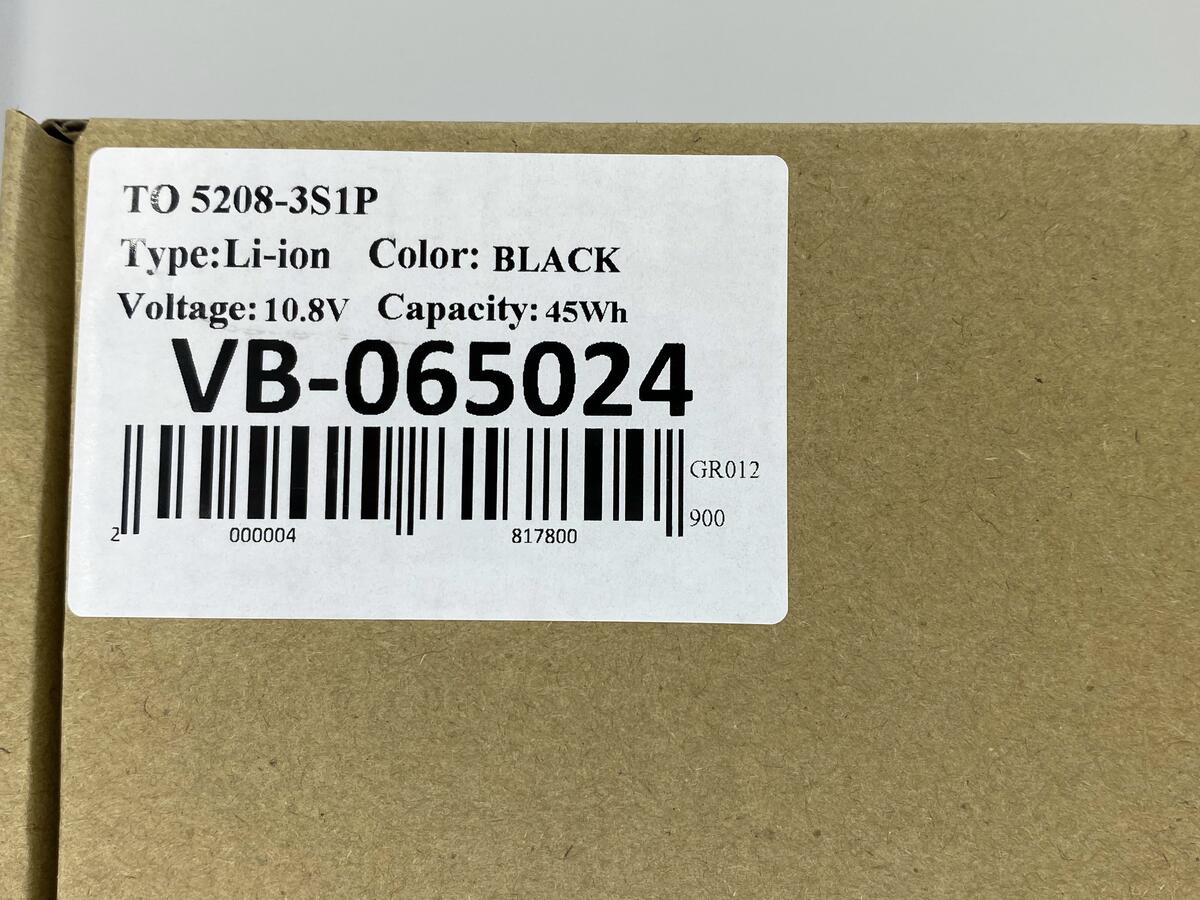 TO 5208-3S1P
Type:Li-ion Color: BLACK
Voltage: 10.8V Capacity: 45Wh
VB-065024
GR012
900
2 000004 817800